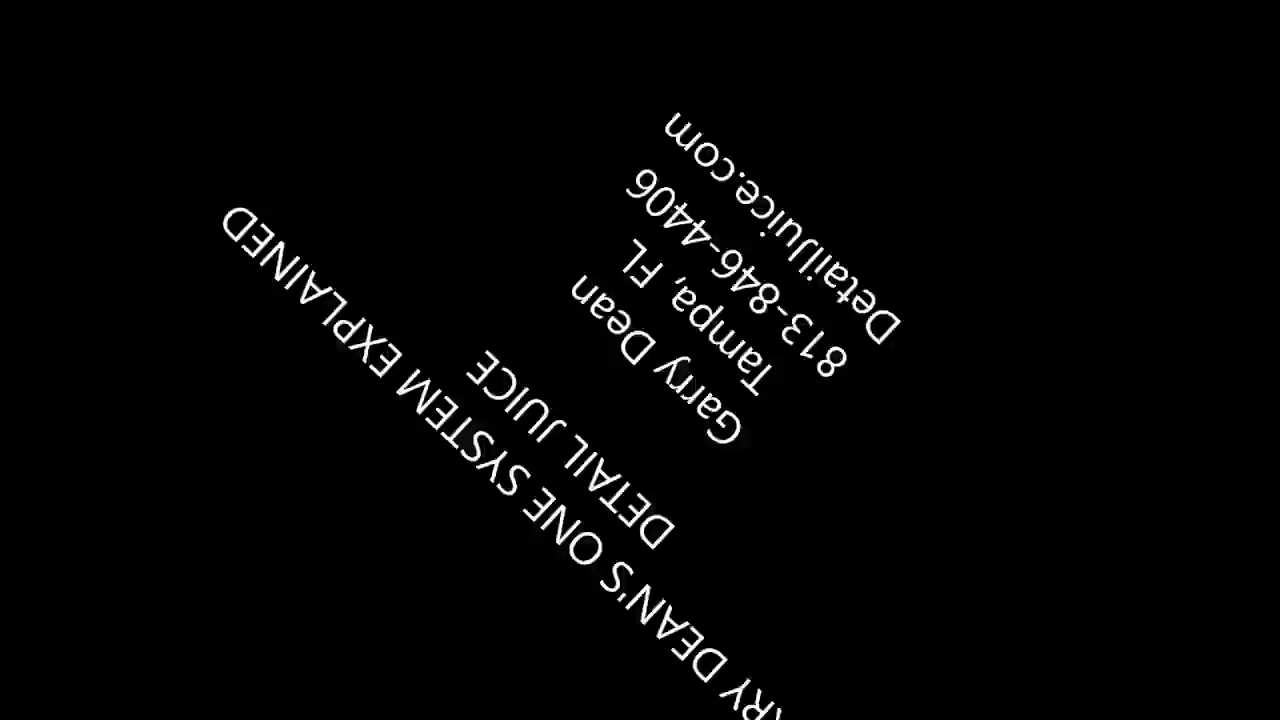 RY DEAN'S ONE SYSTEM EXPLAINED
DETAIL JUICE
Garry Dean
Tampa, FL
813-846-4406
DetailJuice.com